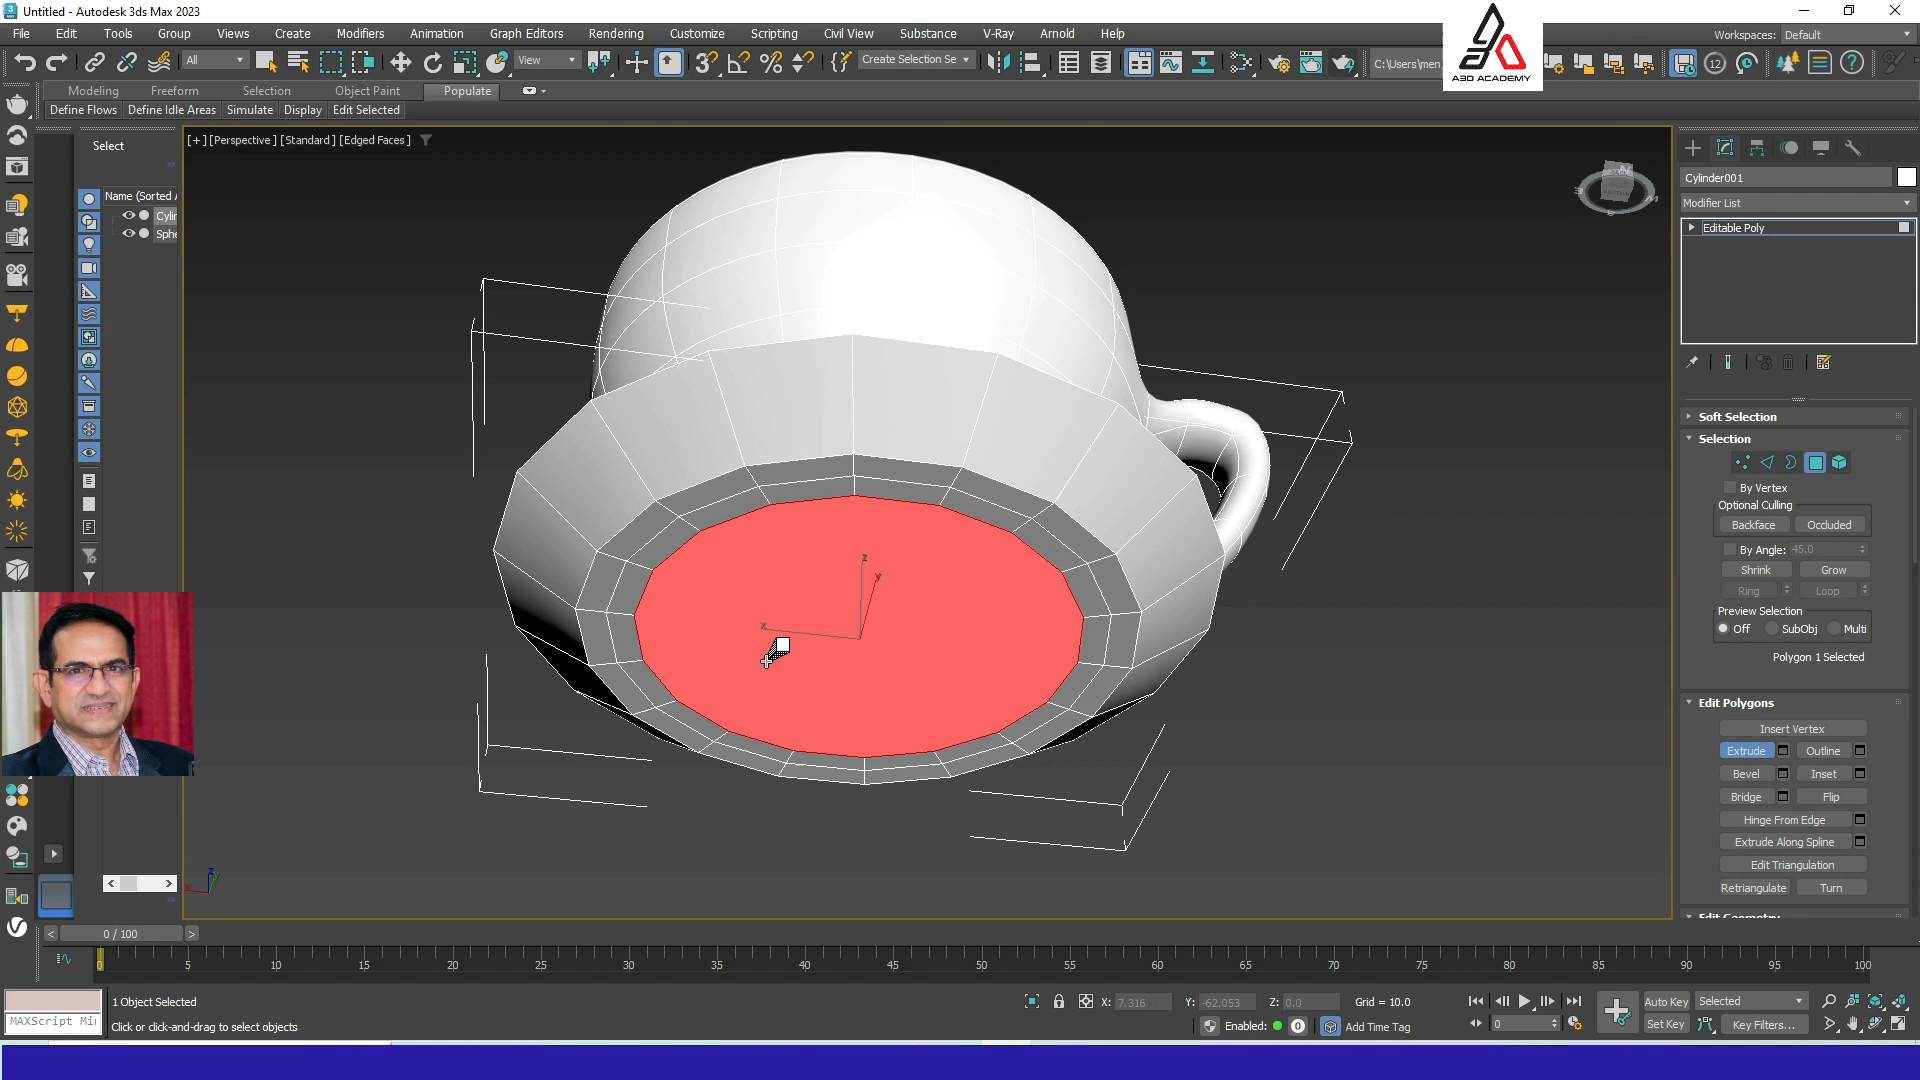 Untitled - Autodesk 3ds Max 2023
File Edit Tools Group Views Create Modifiers Animation Graph Editors Rendering Customize Scripting Civil View Substance V-Ray Arnold Help
Workspaces: Default
A3D ACADEMY
All View Create Selection Se C:\Users\men 12
Modeling Freeform Selection Object Paint Populate
Define Flows Define Idle Areas Simulate Display Edit Selected
Select
[+] [Perspective] [Standard] [Edged Faces]
Name (Sorted A
Cylin
Sphe
Cylinder001
Modifier List
Editable Poly
Soft Selection
Selection
By Vertex
Optional Culling
Backface Occluded
By Angle: 45.0
Shrink Grow
Ring Loop
Preview Selection
Off SubObj Multi
Polygon 1 Selected
Edit Polygons
Insert Vertex
Extrude Outline
Bevel Inset
Bridge Flip
Hinge From Edge
Extrude Along Spline
Edit Triangulation
Retriangulate Turn
Edit Geometry
z
y
x
0 / 100
0 5 10 15 20 25 30 35 40 45 50 55 60 65 70 75 80 85 90 95 100
1 Object Selected
X: 7.316 Y: -62.053 Z: 0.0 Grid = 10.0
Auto Key Selected
MAXScript Mi
Click or click-and-drag to select objects
Enabled: 0 Add Time Tag
0
Set Key Key Filters...